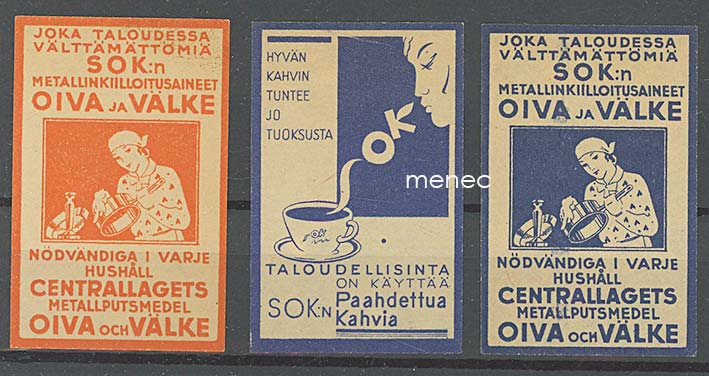 JOKA TALOUDESSA
VÄLTTÄMÄTTÖMIÄ
SOK:n
METALLINKIILLOITUSAINEET
OIVA JA VÄLKE
NÖDVÄNDIGA I VARJE
HUSHÅLL
CENTRALLAGETS
METALLPUTSMEDEL
OIVA OCH VÄLKE
HYVÄN
KAHVIN
TUNTEE
JO
TUOKSUSTA
OK
menec
TALOUDELLISINTA
ON KÄYTTÄÄ
SOK:N Paahdettua
Kahvia
JOKA TALOUDESSA
VÄLTTÄMÄTTÖMIÄ
SOK:n
METALLINKIILLOITUSAINEET
OIVA JA VÄLKE
NÖDVÄNDIGA I VARJE
HUSHÅLL
CENTRALLAGETS
METALLPUTSMEDEL
OIVA OCH VÄLKE